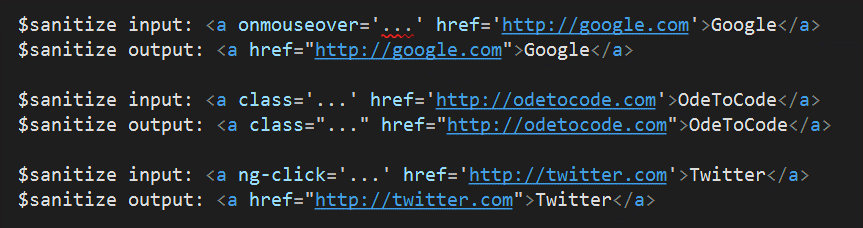 $sanitize input: <a onmouseover='...' href='http://google.com'>Google</a>
$sanitize output: <a href="http://google.com">Google</a>
$sanitize input: <a class='...' href='http://odetocode.com'>OdeToCode</a>
$sanitize output: <a class="..." href="http://odetocode.com">OdeToCode</a>
$sanitize input: <a ng-click='...' href='http://twitter.com'>Twitter</a>
$sanitize output: <a href="http://twitter.com">Twitter</a>